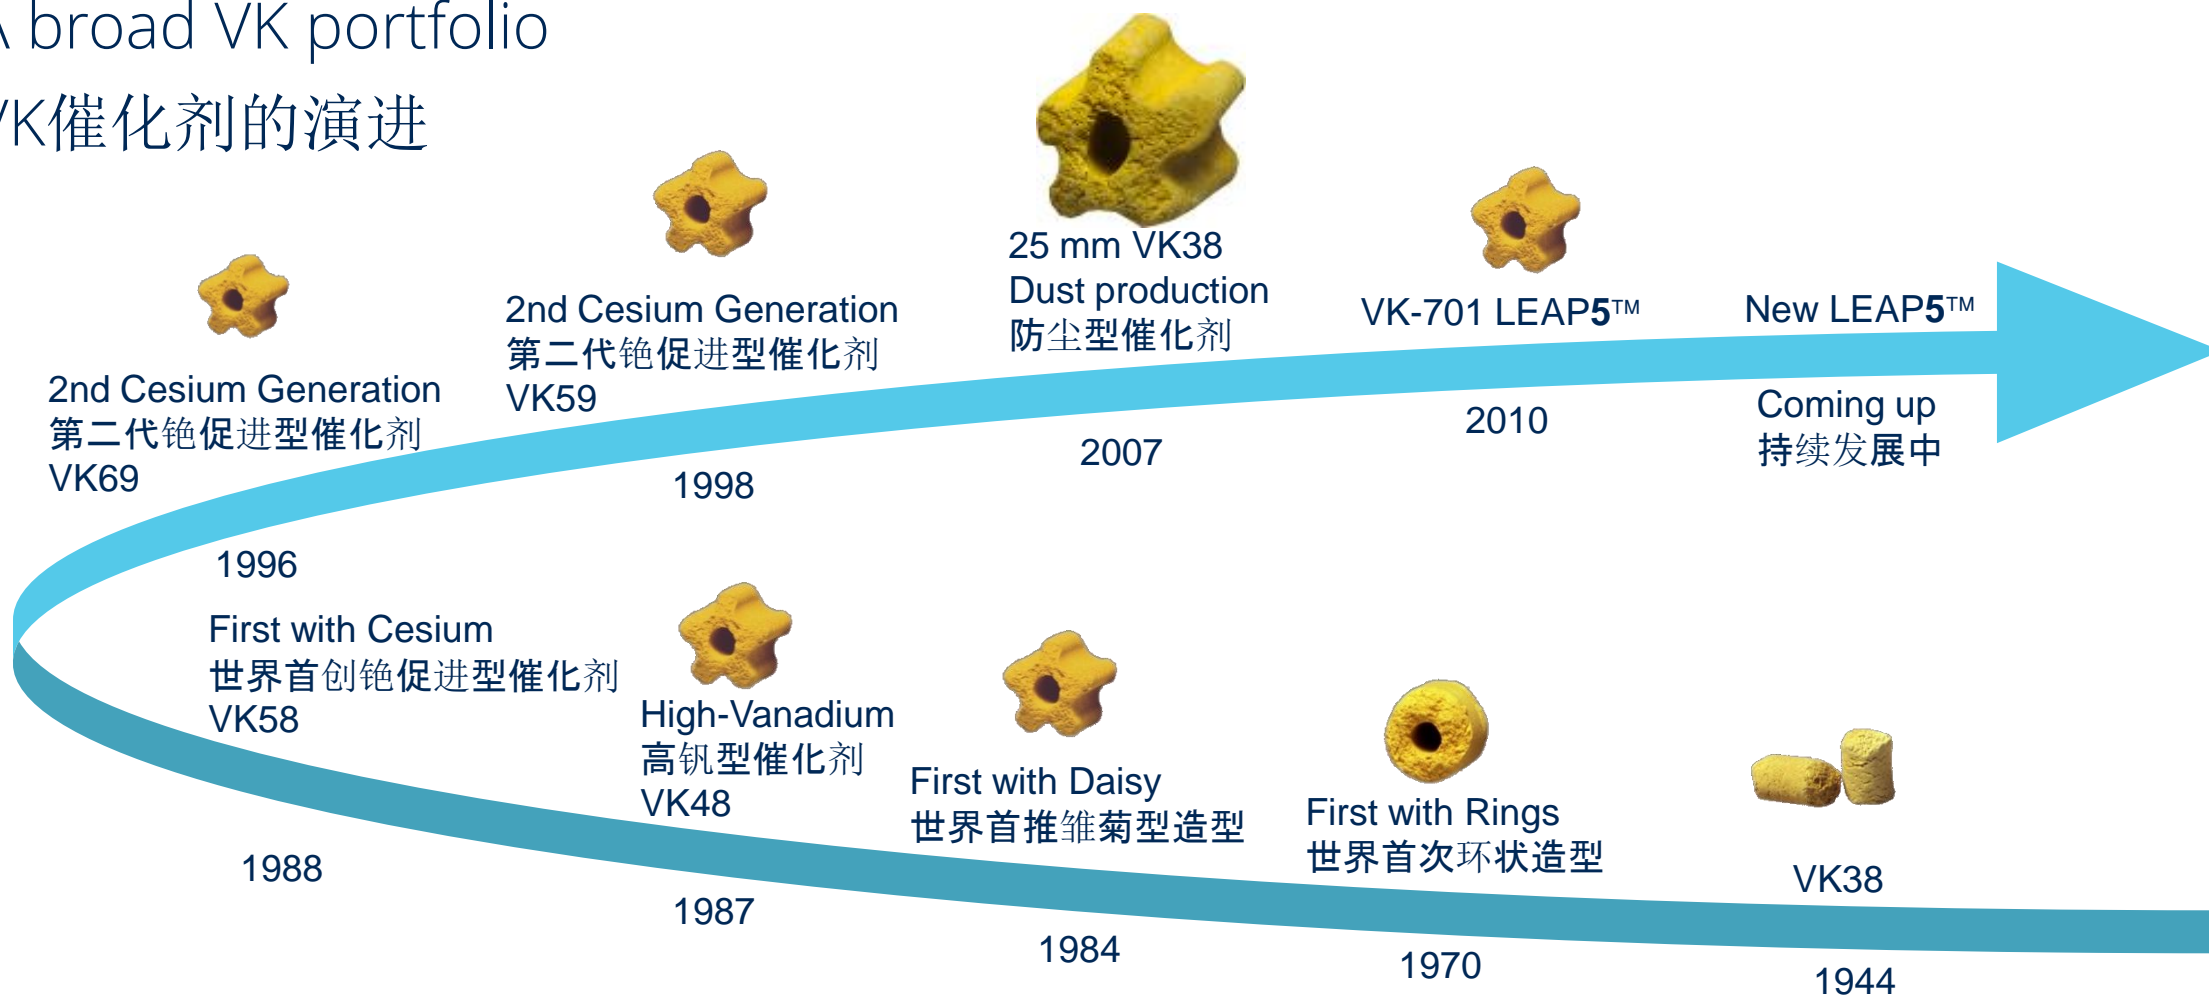 A broad VK portfolio
VK催化剂的演进
2nd Cesium Generation
第二代铯促进型催化剂
VK69
1996
2nd Cesium Generation
第二代铯促进型催化剂
VK59
1998
25 mm VK38
Dust production
防尘型催化剂
2007
VK-701 LEAP5™
2010
New LEAP5™
Coming up
持续发展中
First with Cesium
世界首创铯促进型催化剂
VK58
1988
High-Vanadium
高钒型催化剂
VK48
1987
First with Daisy
世界首推雏菊型造型
1984
First with Rings
世界首次环状造型
1970
VK38
1944